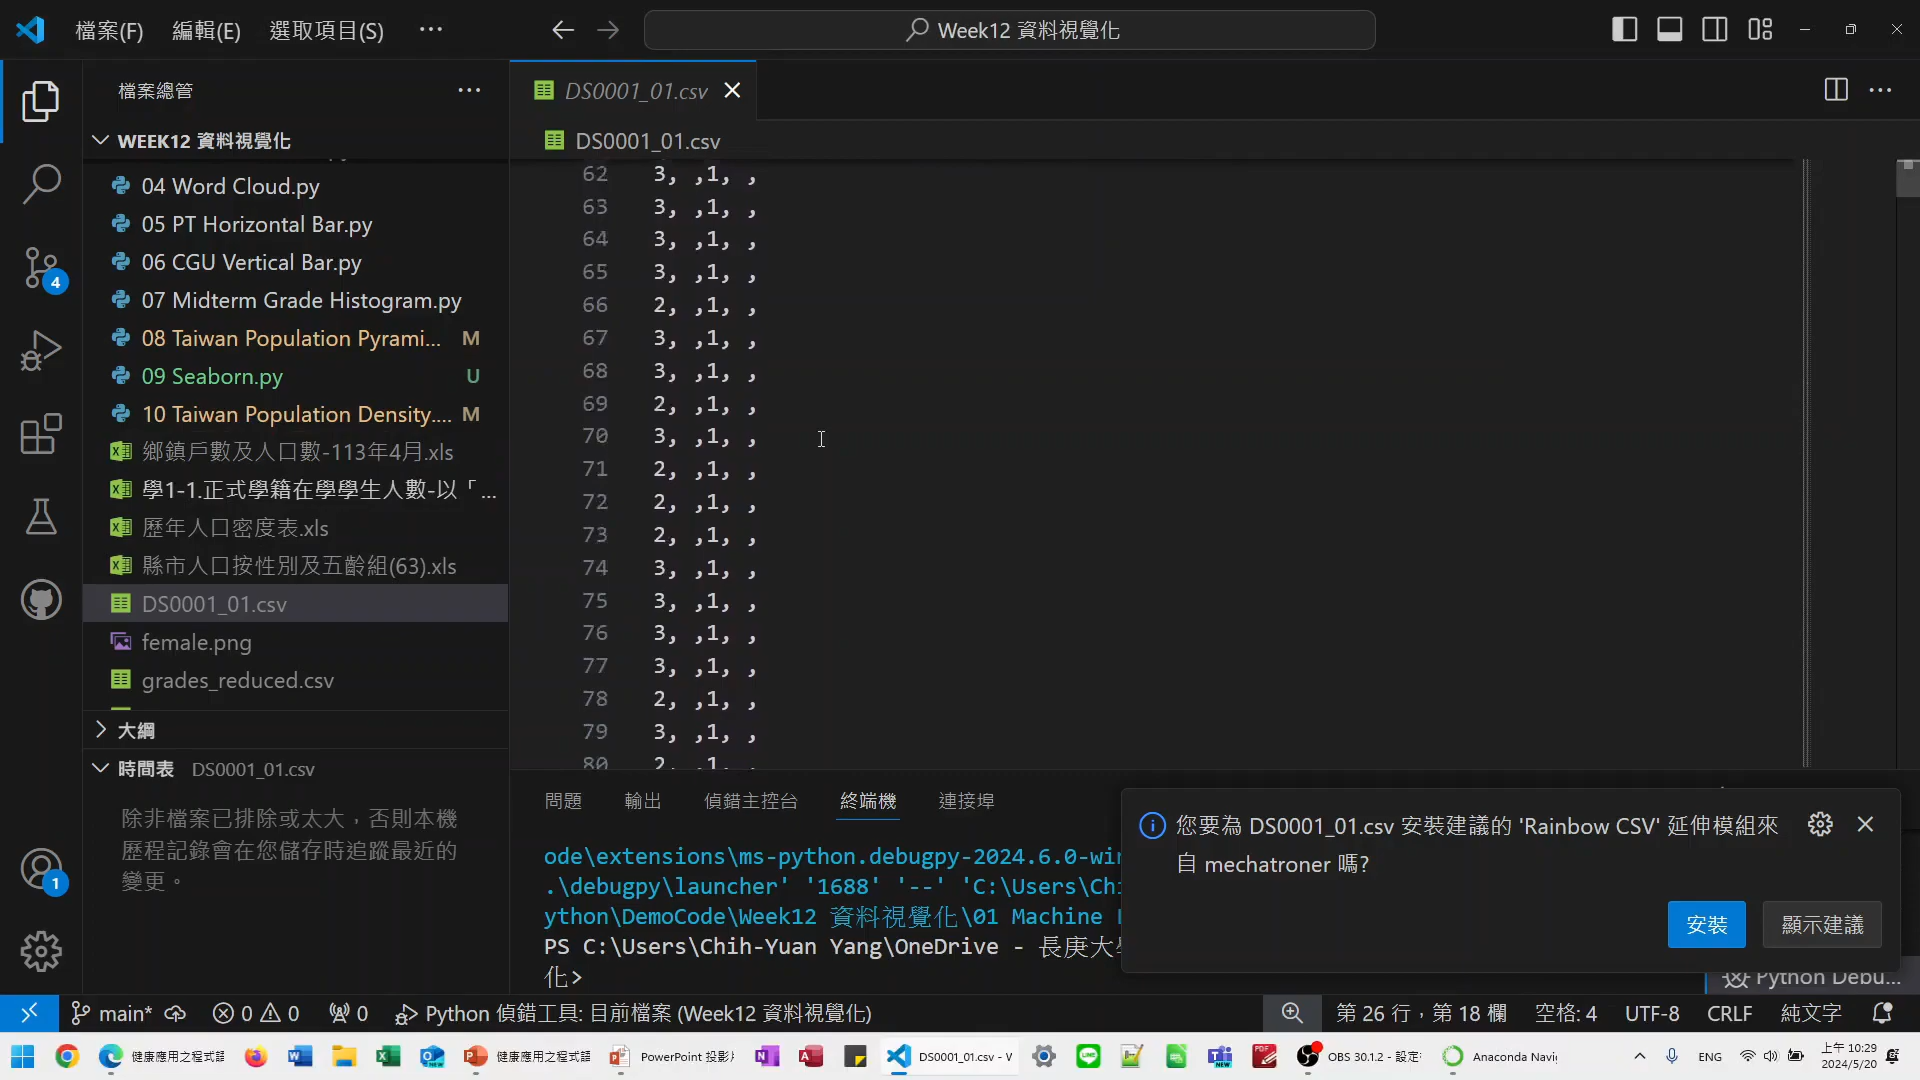 檔案(F) 編輯(E) 選取項目(S) ··· Week12 資料視覺化
檔案總管 ···
DS0001_01.csv
WEEK12 資料視覺化
DS0001_01.csv
04 Word Cloud.py
05 PT Horizontal Bar.py
06 CGU Vertical Bar.py
07 Midterm Grade Histogram.py
08 Taiwan Population Pyrami... M
09 Seaborn.py U
10 Taiwan Population Density.... M
鄉鎮戶數及人口數-113年4月.xls
學1-1.正式學籍在學學生人數-以「...
歷年人口密度表.xls
縣市人口按性別及五齡組(63).xls
DS0001_01.csv
female.png
grades_reduced.csv
大綱
時間表 DS0001_01.csv
除非檔案已排除或太大，否則本機
歷程記錄會在您儲存時追蹤最近的
變更。
4
1
62 3, ,1, ,
63 3, ,1, ,
64 3, ,1, ,
65 3, ,1, ,
66 2, ,1, ,
67 3, ,1, ,
68 3, ,1, ,
69 2, ,1, ,
70 3, ,1, ,
71 2, ,1, ,
72 2, ,1, ,
73 2, ,1, ,
74 3, ,1, ,
75 3, ,1, ,
76 3, ,1, ,
77 3, ,1, ,
78 2, ,1, ,
79 3, ,1, ,
80 2, ,1, ,
問題 輸出 偵錯主控台 終端機 連接埠
ode\extensions\ms-python.debugpy-2024.6.0-wi
.\debugpy\launcher' '1688' '--' 'C:\Users\Ch
ython\DemoCode\Week12 資料視覺化\01 Machine
PS C:\Users\Chih-Yuan Yang\OneDrive - 長庚大
化>
您要為 DS0001_01.csv 安裝建議的 'Rainbow CSV' 延伸模組來
自 mechatroner 嗎?
安裝 顯示建議
Python Debu...
main* 0 0 0 Python 偵錯工具: 目前檔案 (Week12 資料視覺化) 第 26 行，第 18 欄 空格: 4 UTF-8 CRLF 純文字
健康應用之程式 健康應用之程式 PowerPoint 投影 DS0001_01.csv - OBS 30.1.2 - 設定 Anaconda Navi ENG 上午 10:29
2024/5/20